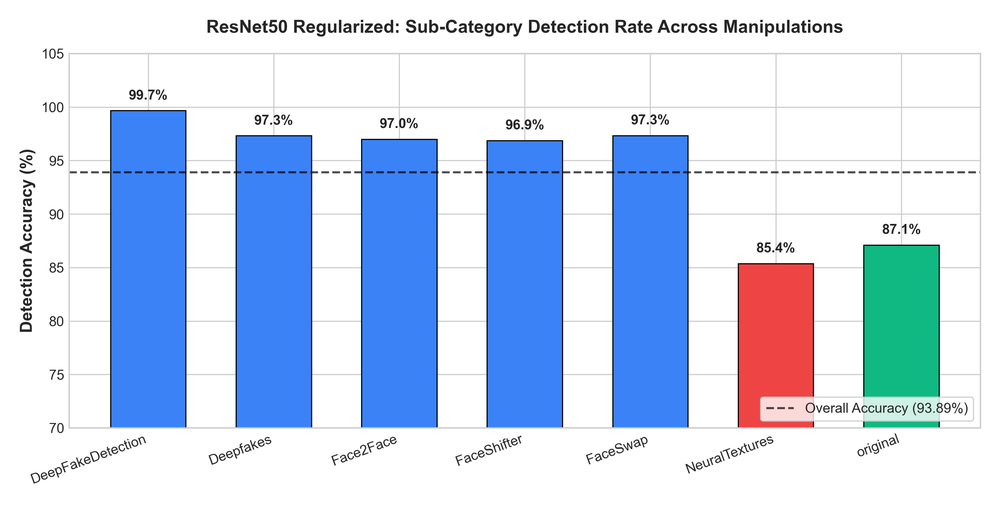 ResNet50 Regularized: Sub-Category Detection Rate Across Manipulations
Detection Accuracy (%)
105
100
95
90
85
80
75
70
99.7%
97.3%
97.0%
96.9%
97.3%
85.4%
87.1%
Overall Accuracy (93.89%)
DeepFakeDetection
Deepfakes
Face2Face
FaceShifter
FaceSwap
NeuralTextures
original